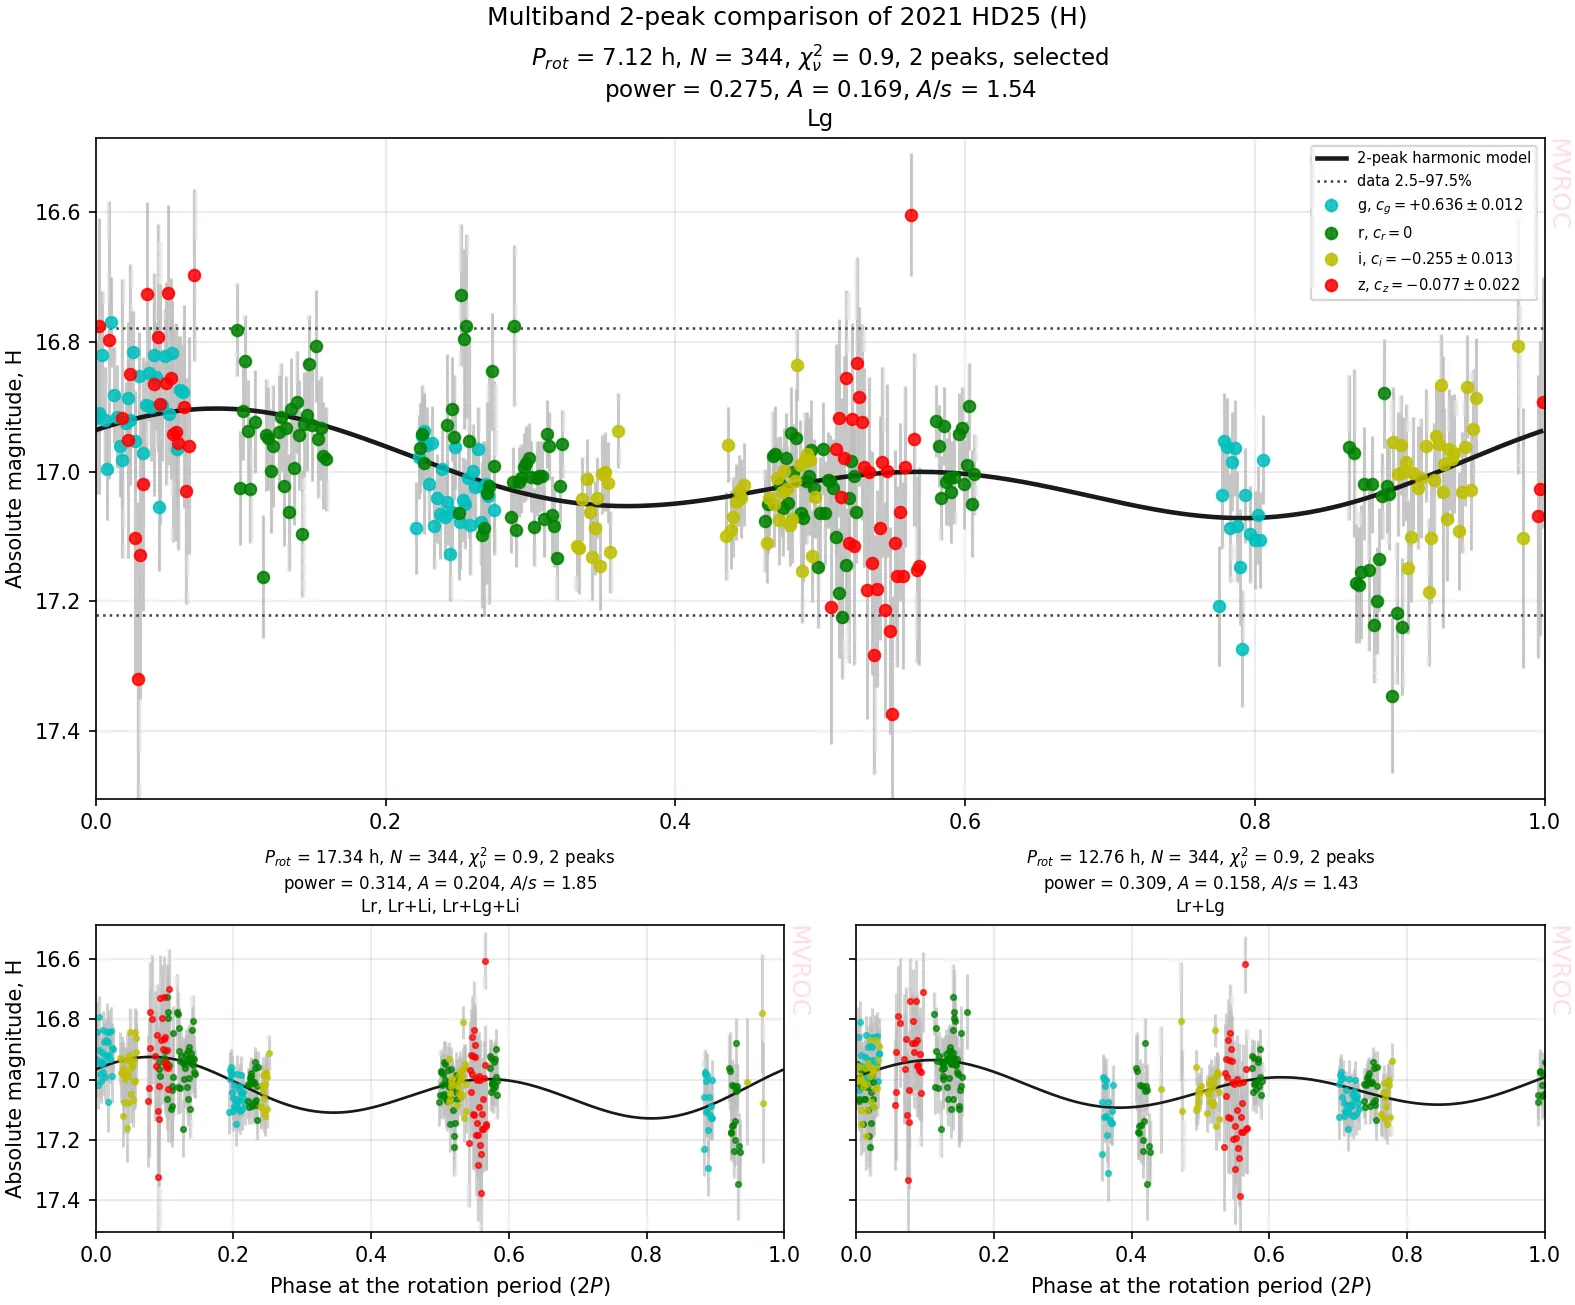 Multiband 2-peak comparison of 2021 HD25 (H)
P_rot = 7.12 h, N = 344, χ²_ν = 0.9, 2 peaks, selected
power = 0.275, A = 0.169, A/s = 1.54
Lg
2-peak harmonic model
data 2.5–97.5%
g, c_g = +0.636 ± 0.012
r, c_r = 0
i, c_i = −0.255 ± 0.013
z, c_z = −0.077 ± 0.022
MVROC
Absolute magnitude, H
16.6
16.8
17.0
17.2
17.4
0.0 0.2 0.4 0.6 0.8 1.0
P_rot = 17.34 h, N = 344, χ²_ν = 0.9, 2 peaks
power = 0.314, A = 0.204, A/s = 1.85
Lr, Lr+Li, Lr+Lg+Li
MVROC
Absolute magnitude, H
16.6
16.8
17.0
17.2
17.4
0.0 0.2 0.4 0.6 0.8 1.0
Phase at the rotation period (2P)
P_rot = 12.76 h, N = 344, χ²_ν = 0.9, 2 peaks
power = 0.309, A = 0.158, A/s = 1.43
Lr+Lg
MVROC
0.0 0.2 0.4 0.6 0.8 1.0
Phase at the rotation period (2P)